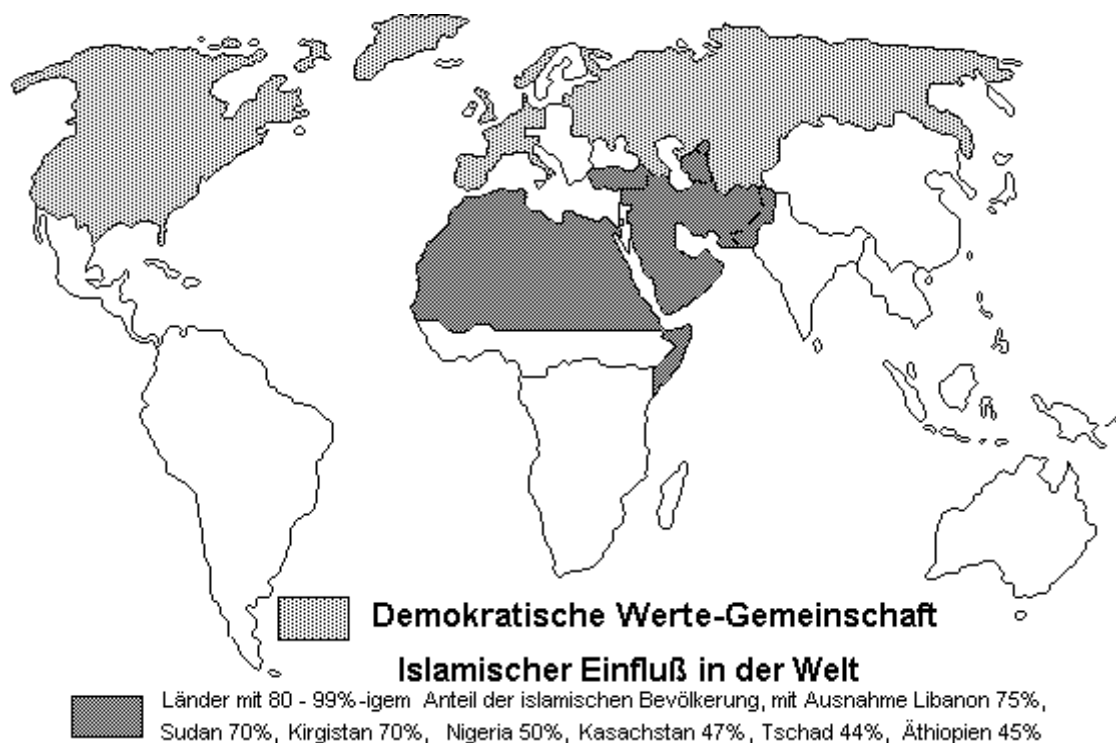 Demokratische Werte-Gemeinschaft
Islamischer Einfluß in der Welt
Länder mit 80 - 99%-igem Anteil der islamischen Bevölkerung, mit Ausnahme Libanon 75%,
Sudan 70%, Kirgistan 70%, Nigeria 50%, Kasachstan 47%, Tschad 44%, Äthiopien 45%